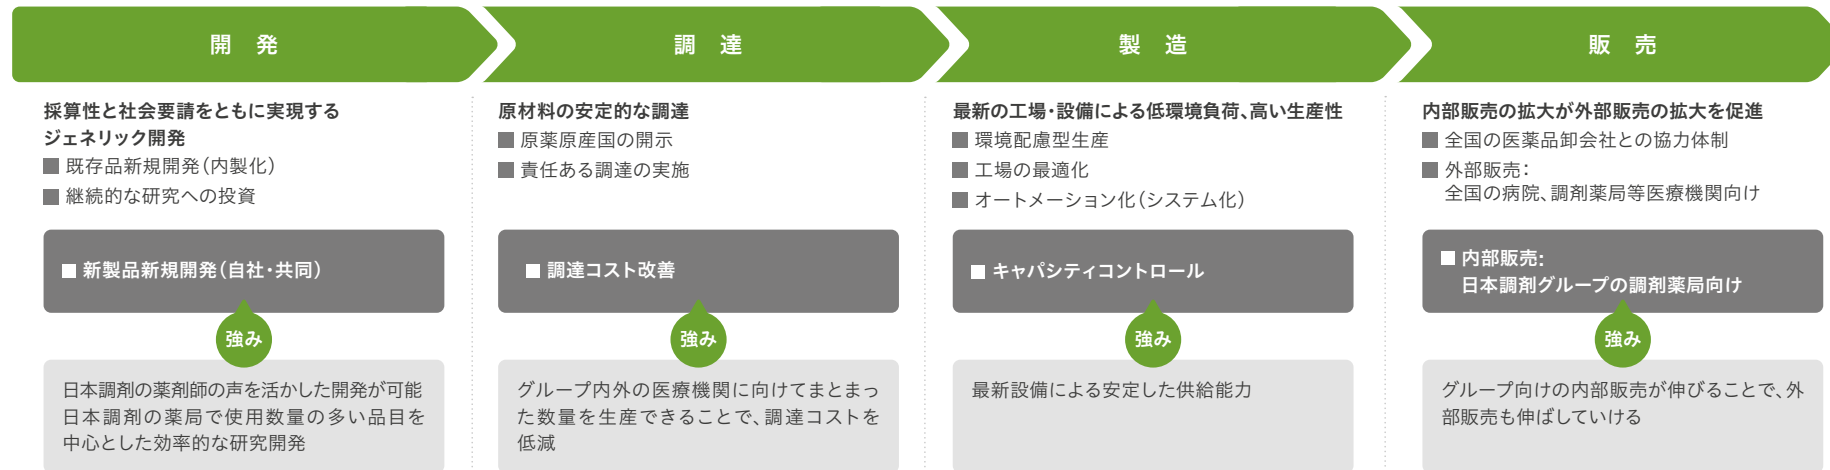 開発
調達
製造
販売
採算性と社会要請をともに実現する
ジェネリック開発
■ 既存品新規開発（内製化）
■ 継続的な研究への投資
■ 新製品新規開発（自社・共同）
強み
日本調剤の薬剤師の声を活かした開発が可能
日本調剤の薬局で使用数量の多い品目を
中心とした効率的な研究開発
原材料の安定的な調達
■ 原薬原産国の開示
■ 責任ある調達の実施
■ 調達コスト改善
強み
グループ内外の医療機関に向けてまとまっ
た数量を生産できることで、調達コストを
低減
最新の工場・設備による低環境負荷、高い生産性
■ 環境配慮型生産
■ 工場の最適化
■ オートメーション化（システム化）
■ キャパシティコントロール
強み
最新設備による安定した供給能力
内部販売の拡大が外部販売の拡大を促進
■ 全国の医薬品卸会社との協力体制
■ 外部販売：
全国の病院、調剤薬局等医療機関向け
■ 内部販売：
日本調剤グループの調剤薬局向け
強み
グループ向けの内部販売が伸びることで、外
部販売も伸ばしていける